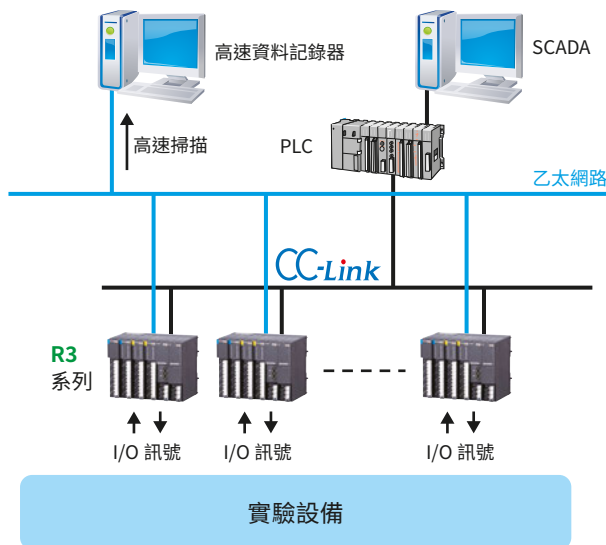 高速資料記錄器
SCADA
高速掃描
PLC
乙太網路
CC-Link
R3
系列
I/O 訊號
I/O 訊號
I/O 訊號
實驗設備